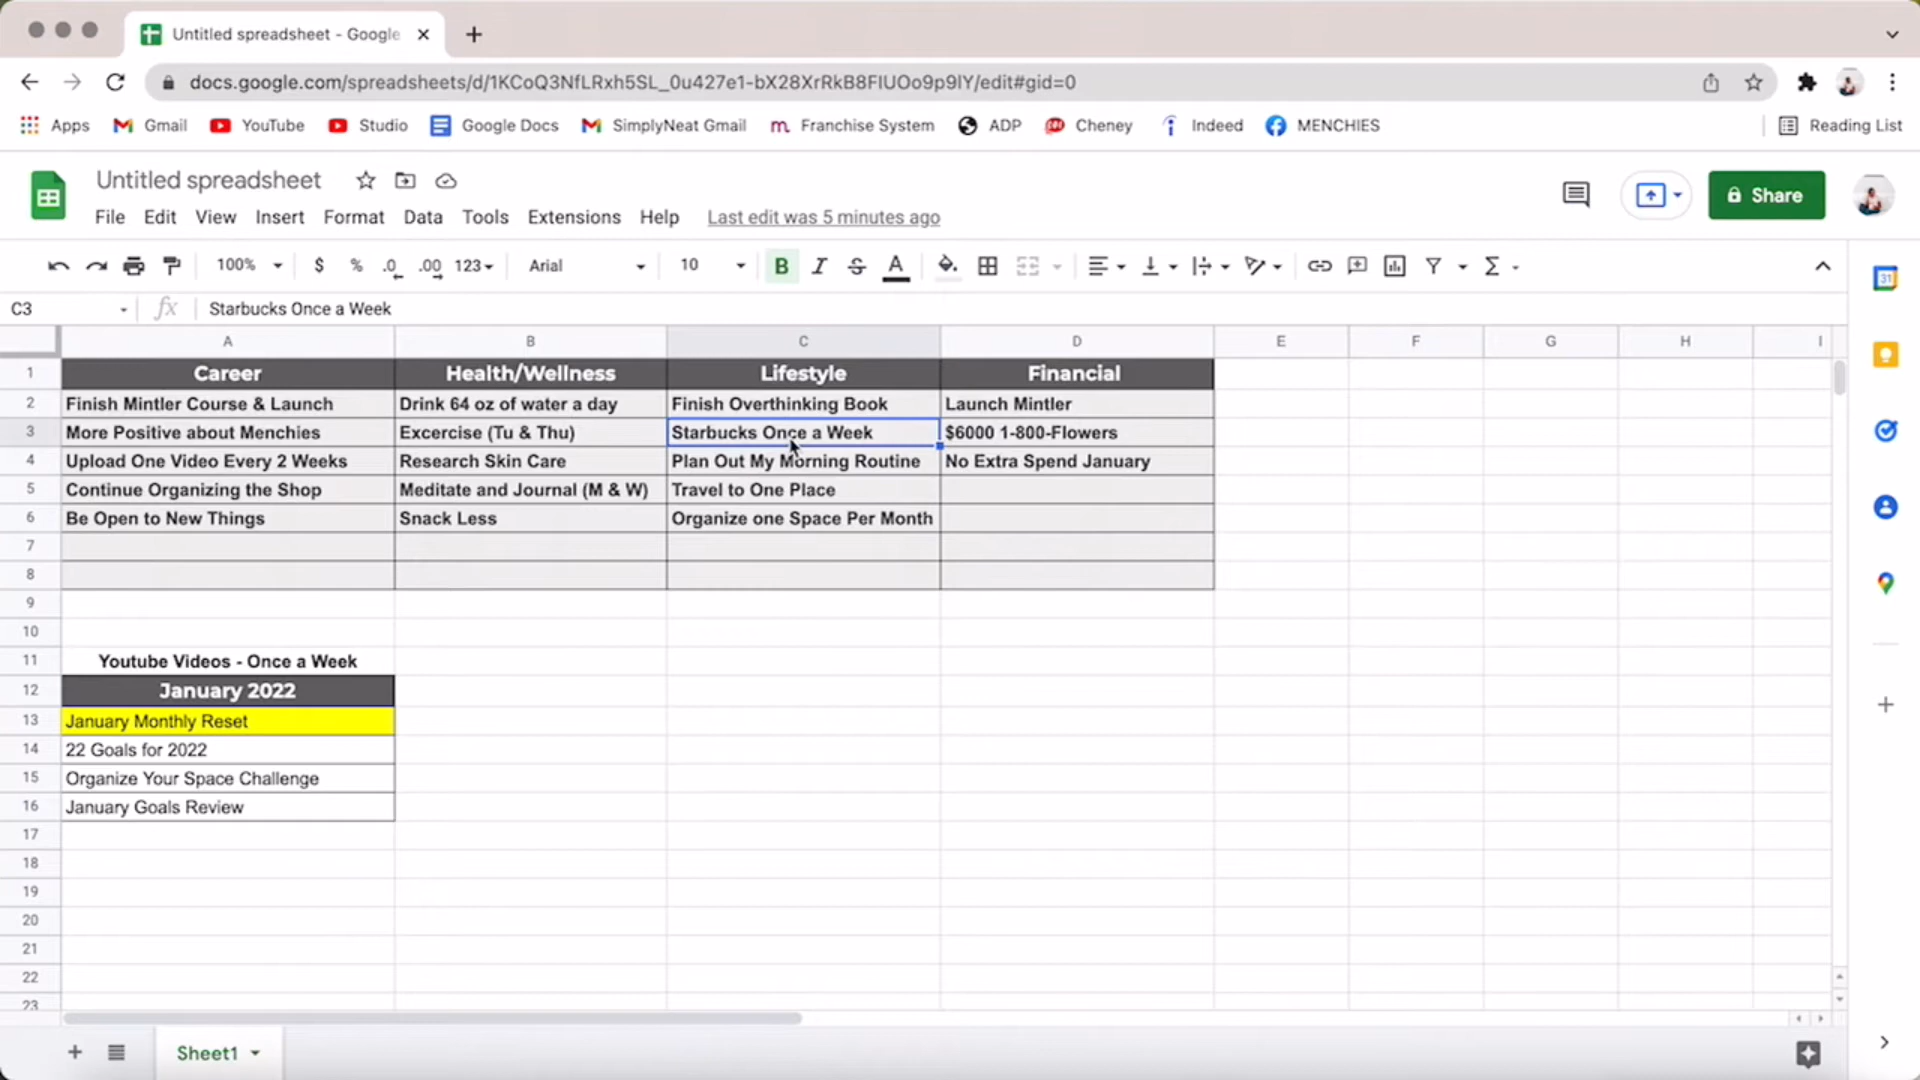 Untitled spreadsheet - Google
docs.google.com/spreadsheets/d/1KCoQ3NfLRxh5SL_0u427e1-bX28XrRkB8FIUOo9p9lY/edit#gid=0
Apps Gmail YouTube Studio Google Docs SimplyNeat Gmail Franchise System ADP Cheney Indeed MENCHIES Reading List
Untitled spreadsheet
Share
File Edit View Insert Format Data Tools Extensions Help Last edit was 5 minutes ago
100% $ % .0 .00 123 Arial 10 B I S A
C3 fx Starbucks Once a Week
A B C D E F G H I
1 Career Health/Wellness Lifestyle Financial
2 Finish Mintler Course & Launch Drink 64 oz of water a day Finish Overthinking Book Launch Mintler
3 More Positive about Menchies Excercise (Tu & Thu) Starbucks Once a Week $6000 1-800-Flowers
4 Upload One Video Every 2 Weeks Research Skin Care Plan Out My Morning Routine No Extra Spend January
5 Continue Organizing the Shop Meditate and Journal (M & W) Travel to One Place
6 Be Open to New Things Snack Less Organize one Space Per Month
7
8
9
10
11 Youtube Videos - Once a Week
12 January 2022
13 January Monthly Reset
14 22 Goals for 2022
15 Organize Your Space Challenge
16 January Goals Review
17
18
19
20
21
22
23
Sheet1